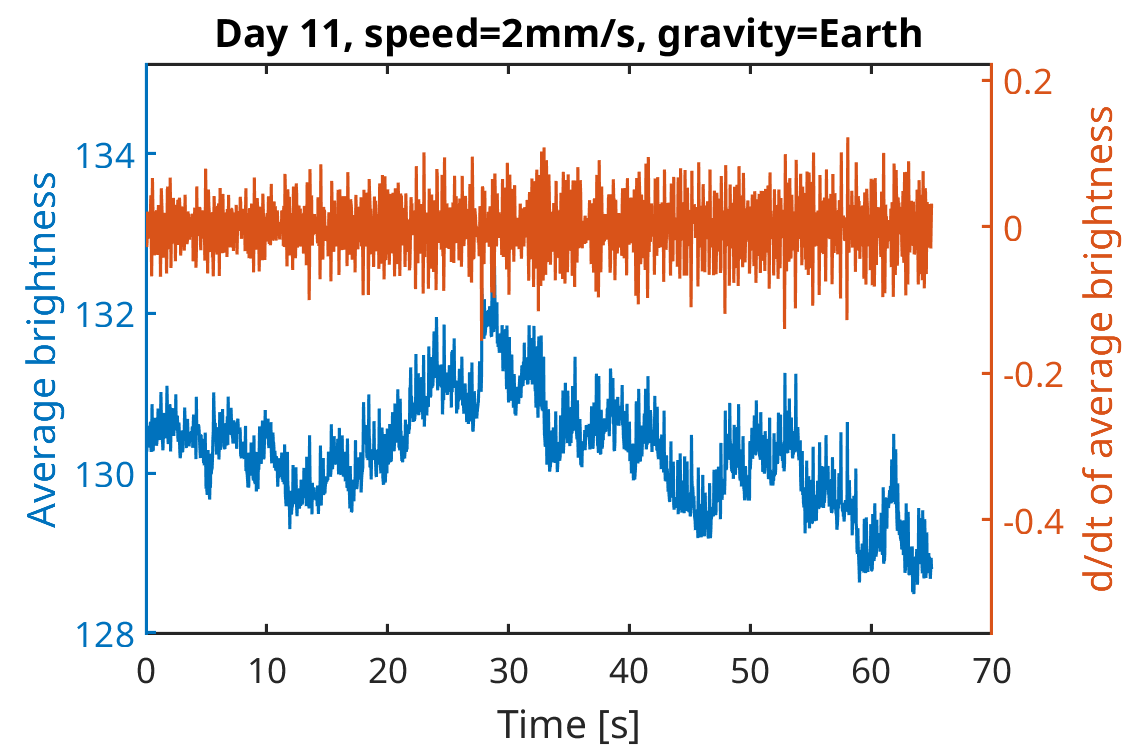 Day 11, speed=2mm/s, gravity=Earth
Average brightness
134
132
130
128
0.2
0
-0.2
-0.4
d/dt of average brightness
0 10 20 30 40 50 60 70
Time [s]